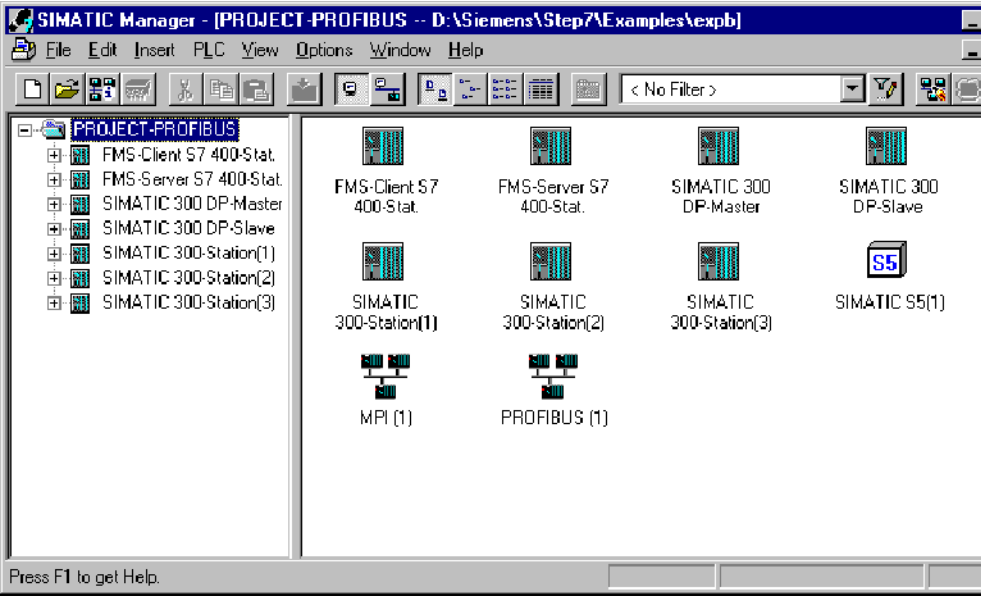 SIMATIC Manager - [PROJECT-PROFIBUS -- D:\Siemens\Step7\Examples\expb]
File Edit Insert PLC View Options Window Help
< No Filter >
PROJECT-PROFIBUS
FMS-Client S7 400-Stat.
FMS-Server S7 400-Stat.
SIMATIC 300 DP-Master
SIMATIC 300 DP-Slave
SIMATIC 300-Station(1)
SIMATIC 300-Station(2)
SIMATIC 300-Station(3)
FMS-Client S7
400-Stat.
FMS-Server S7
400-Stat.
SIMATIC 300
DP-Master
SIMATIC 300
DP-Slave
SIMATIC
300-Station(1)
SIMATIC
300-Station(2)
SIMATIC
300-Station(3)
S5
SIMATIC S5(1)
MPI (1)
PROFIBUS (1)
Press F1 to get Help.